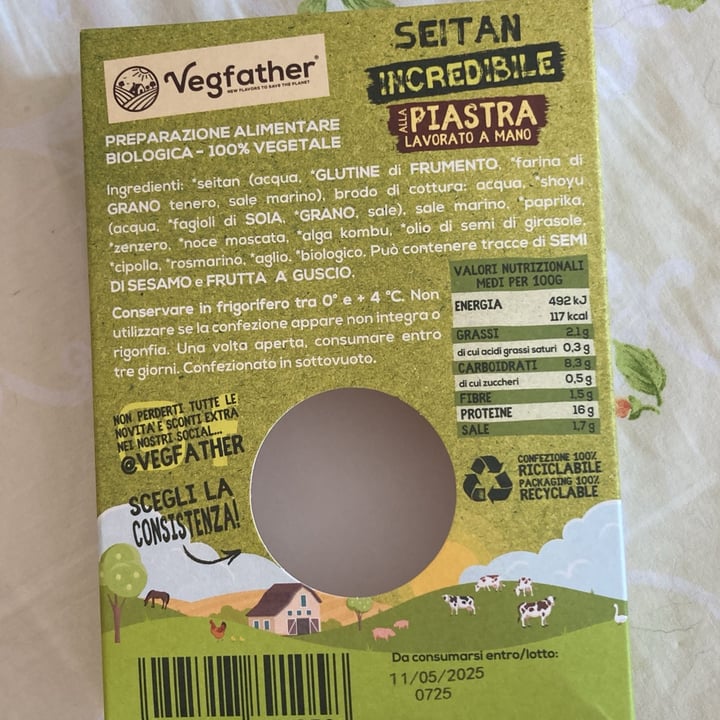 Vegfather®
NEW FLAVORS TO SAVE THE PLANET
SEITAN
INCREDIBILE
ALLA PIASTRA
LAVORATO A MANO
PREPARAZIONE ALIMENTARE
BIOLOGICA – 100% VEGETALE
Ingredienti: *seitan (acqua, *GLUTINE di FRUMENTO, *farina di
GRANO tenero, sale marino), brodo di cottura: acqua, *shoyu
(acqua, *fagioli di SOIA, *GRANO, sale), sale marino, *paprika,
*zenzero, *noce moscata, *alga kombu, *olio di semi di girasole,
*cipolla, *rosmarino, *aglio. *biologico. Può contenere tracce di SEMI
DI SESAMO e FRUTTA A GUSCIO.
Conservare in frigorifero tra 0° e + 4 °C. Non
utilizzare se la confezione appare non integra o
rigonfia. Una volta aperta, consumare entro
tre giorni. Confezionato in sottovuoto.
VALORI NUTRIZIONALI
MEDI PER 100G
ENERGIA 492 kJ
117 kcal
GRASSI 2,1 g
di cui acidi grassi saturi 0,3 g
CARBOIDRATI 8,3 g
di cui zuccheri 0,5 g
FIBRE 1,5 g
PROTEINE 16 g
SALE 1,7 g
NON PERDERTI TUTTE LE
NOVITA' E SCONTI EXTRA
NEI NOSTRI SOCIAL...
@VEGFATHER
SCEGLI LA
CONSISTENZA!
CONFEZIONE 100%
RICICLABILE
PACKAGING 100%
RECYCLABLE
Da consumarsi entro/lotto:
11/05/2025
0725